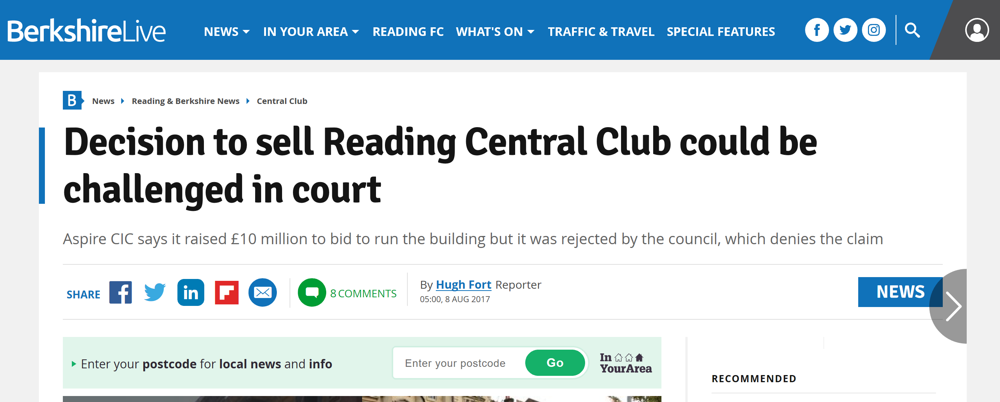 BerkshireLive
NEWS IN YOUR AREA READING FC WHAT'S ON TRAFFIC & TRAVEL SPECIAL FEATURES
B News Reading & Berkshire News Central Club
Decision to sell Reading Central Club could be
challenged in court
Aspire CIC says it raised £10 million to bid to run the building but it was rejected by the council, which denies the claim
SHARE 8 COMMENTS
By Hugh Fort Reporter
05:00, 8 AUG 2017
NEWS
Enter your postcode for local news and info
Enter your postcode Go
In
YourArea
RECOMMENDED